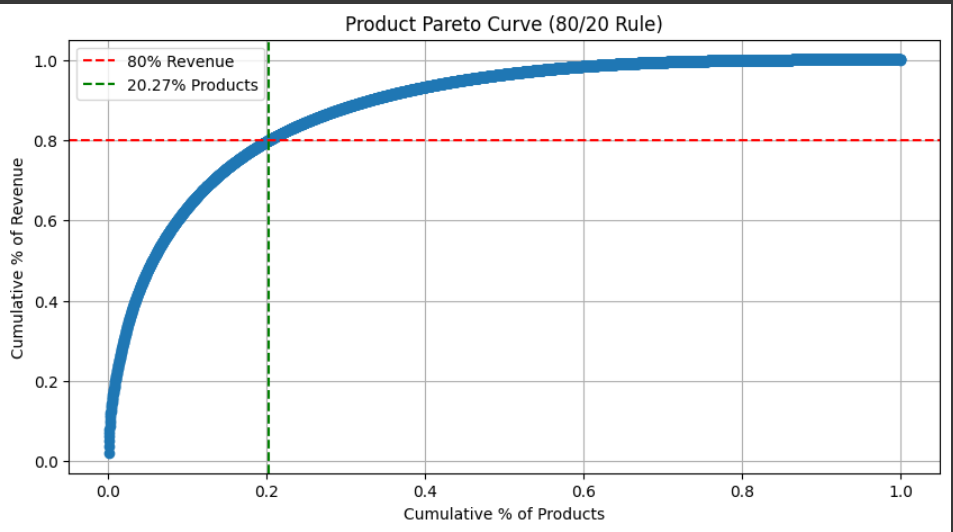 Product Pareto Curve (80/20 Rule)
80% Revenue
20.27% Products
Cumulative % of Revenue
1.0
0.8
0.6
0.4
0.2
0.0
0.0 0.2 0.4 0.6 0.8 1.0
Cumulative % of Products